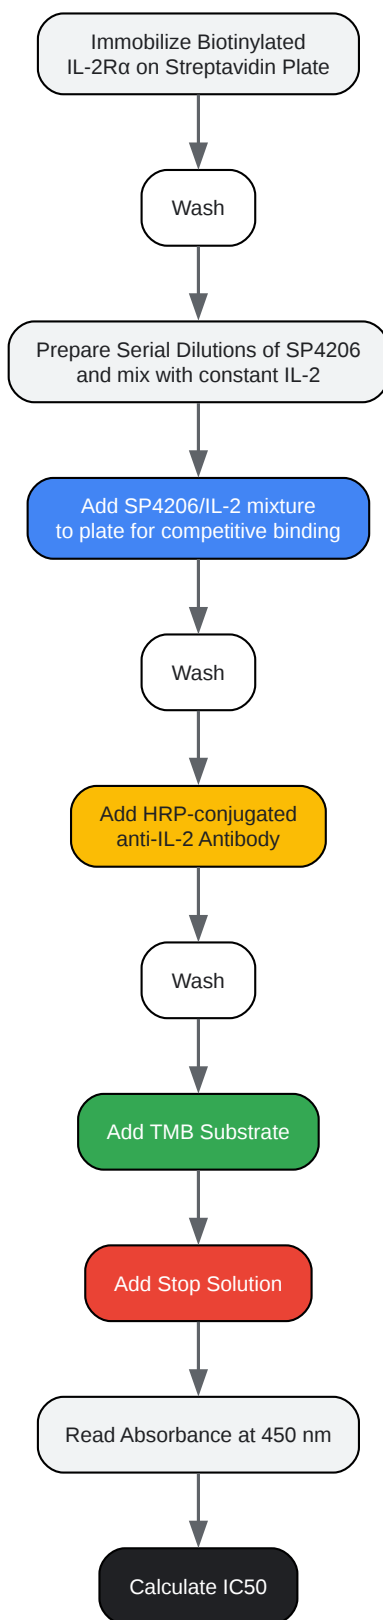 Immobilize Biotinylated
IL-2Rα on Streptavidin Plate
Wash
Prepare Serial Dilutions of SP4206
and mix with constant IL-2
Add SP4206/IL-2 mixture
to plate for competitive binding
Wash
Add HRP-conjugated
anti-IL-2 Antibody
Wash
Add TMB Substrate
Add Stop Solution
Read Absorbance at 450 nm
Calculate IC50